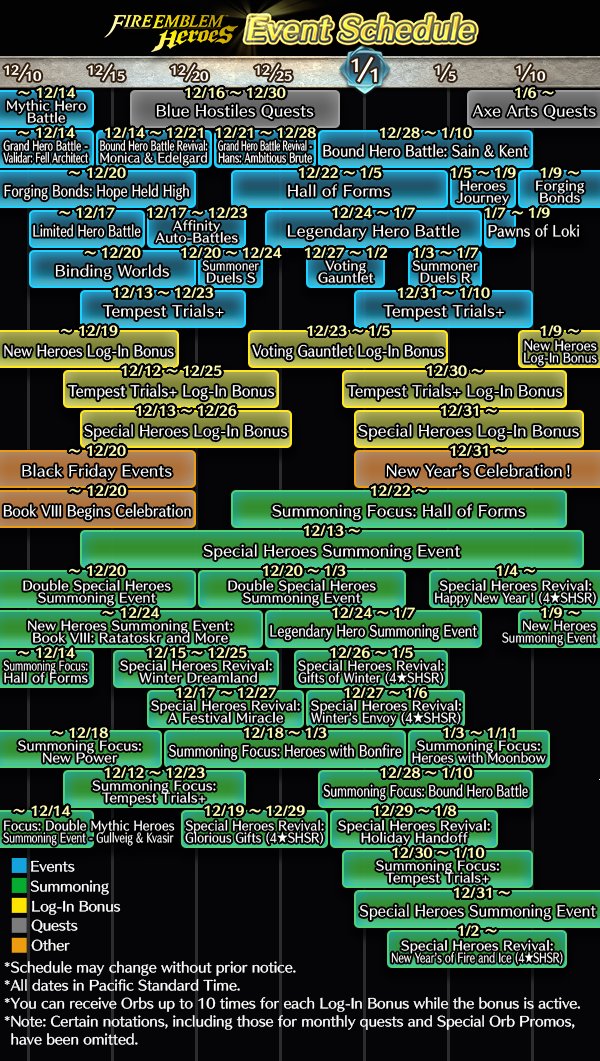 FIRE EMBLEM
Heroes
Event Schedule
12/10 12/15 12/20 12/25 1/1 1/5 1/10
~ 12/14
Mythic Hero
Battle
12/16 ~ 12/30
Blue Hostiles Quests
1/6 ~
Axe Arts Quests
~ 12/14
Grand Hero Battle -
Validar: Fell Architect
12/14 ~ 12/21
Bound Hero Battle Revival:
Monica & Edelgard
12/21 ~ 12/28
Grand Hero Battle Revival -
Hans: Ambitious Brute
12/28 ~ 1/10
Bound Hero Battle: Sain & Kent
~ 12/20
Forging Bonds: Hope Held High
12/22 ~ 1/5
Hall of Forms
1/5 ~ 1/9
Heroes
Journey
1/9 ~
Forging
Bonds
~ 12/17
Limited Hero Battle
12/17 ~ 12/23
Affinity
Auto-Battles
12/24 ~ 1/7
Legendary Hero Battle
1/7 ~ 1/9
Pawns of Loki
~ 12/20
Binding Worlds
12/20 ~ 12/24
Summoner
Duels S
12/27 ~ 1/2
Voting
Gauntlet
1/3 ~ 1/7
Summoner
Duels R
12/13 ~ 12/23
Tempest Trials+
12/31 ~ 1/10
Tempest Trials+
~ 12/19
New Heroes Log-In Bonus
12/23 ~ 1/5
Voting Gauntlet Log-In Bonus
1/9 ~
New Heroes
Log-In Bonus
12/12 ~ 12/25
Tempest Trials+ Log-In Bonus
12/30 ~
Tempest Trials+ Log-In Bonus
12/13 ~ 12/26
Special Heroes Log-In Bonus
12/31 ~
Special Heroes Log-In Bonus
~ 12/20
Black Friday Events
12/31 ~
New Year's Celebration!
~ 12/20
Book VIII Begins Celebration
12/22 ~
Summoning Focus: Hall of Forms
12/13 ~
Special Heroes Summoning Event
~ 12/20
Double Special Heroes
Summoning Event
12/20 ~ 1/3
Double Special Heroes
Summoning Event
1/4 ~
Special Heroes Revival:
Happy New Year! (4★SHSR)
~ 12/24
New Heroes Summoning Event:
Book VIII: Ratatoskr and More
12/24 ~ 1/7
Legendary Hero Summoning Event
1/9 ~
New Heroes
Summoning Event
~ 12/14
Summoning Focus:
Hall of Forms
12/15 ~ 12/25
Special Heroes Revival:
Winter Dreamland
12/26 ~ 1/5
Special Heroes Revival:
Gifts of Winter (4★SHSR)
12/17 ~ 12/27
Special Heroes Revival:
A Festival Miracle
12/27 ~ 1/6
Special Heroes Revival:
Winter's Envoy (4★SHSR)
~ 12/18
Summoning Focus:
New Power
12/18 ~ 1/3
Summoning Focus: Heroes with Bonfire
1/3 ~ 1/11
Summoning Focus:
Heroes with Moonbow
12/12 ~ 12/23
Summoning Focus:
Tempest Trials+
12/28 ~ 1/10
Summoning Focus: Bound Hero Battle
~ 12/14
Focus: Double Mythic Heroes
Summoning Event - Gullveig & Kvasir
12/19 ~ 12/29
Special Heroes Revival:
Glorious Gifts (4★SHSR)
12/29 ~ 1/8
Special Heroes Revival:
Holiday Handoff
12/30 ~ 1/10
Summoning Focus:
Tempest Trials+
12/31 ~
Special Heroes Summoning Event
1/2 ~
Special Heroes Revival:
New Year's of Fire and Ice (4★SHSR)
Events
Summoning
Log-In Bonus
Quests
Other
*Schedule may change without prior notice.
*All dates in Pacific Standard Time.
*You can receive Orbs up to 10 times for each Log-In Bonus while the bonus is active.
*Note: Certain notations, including those for monthly quests and Special Orb Promos,
have been omitted.